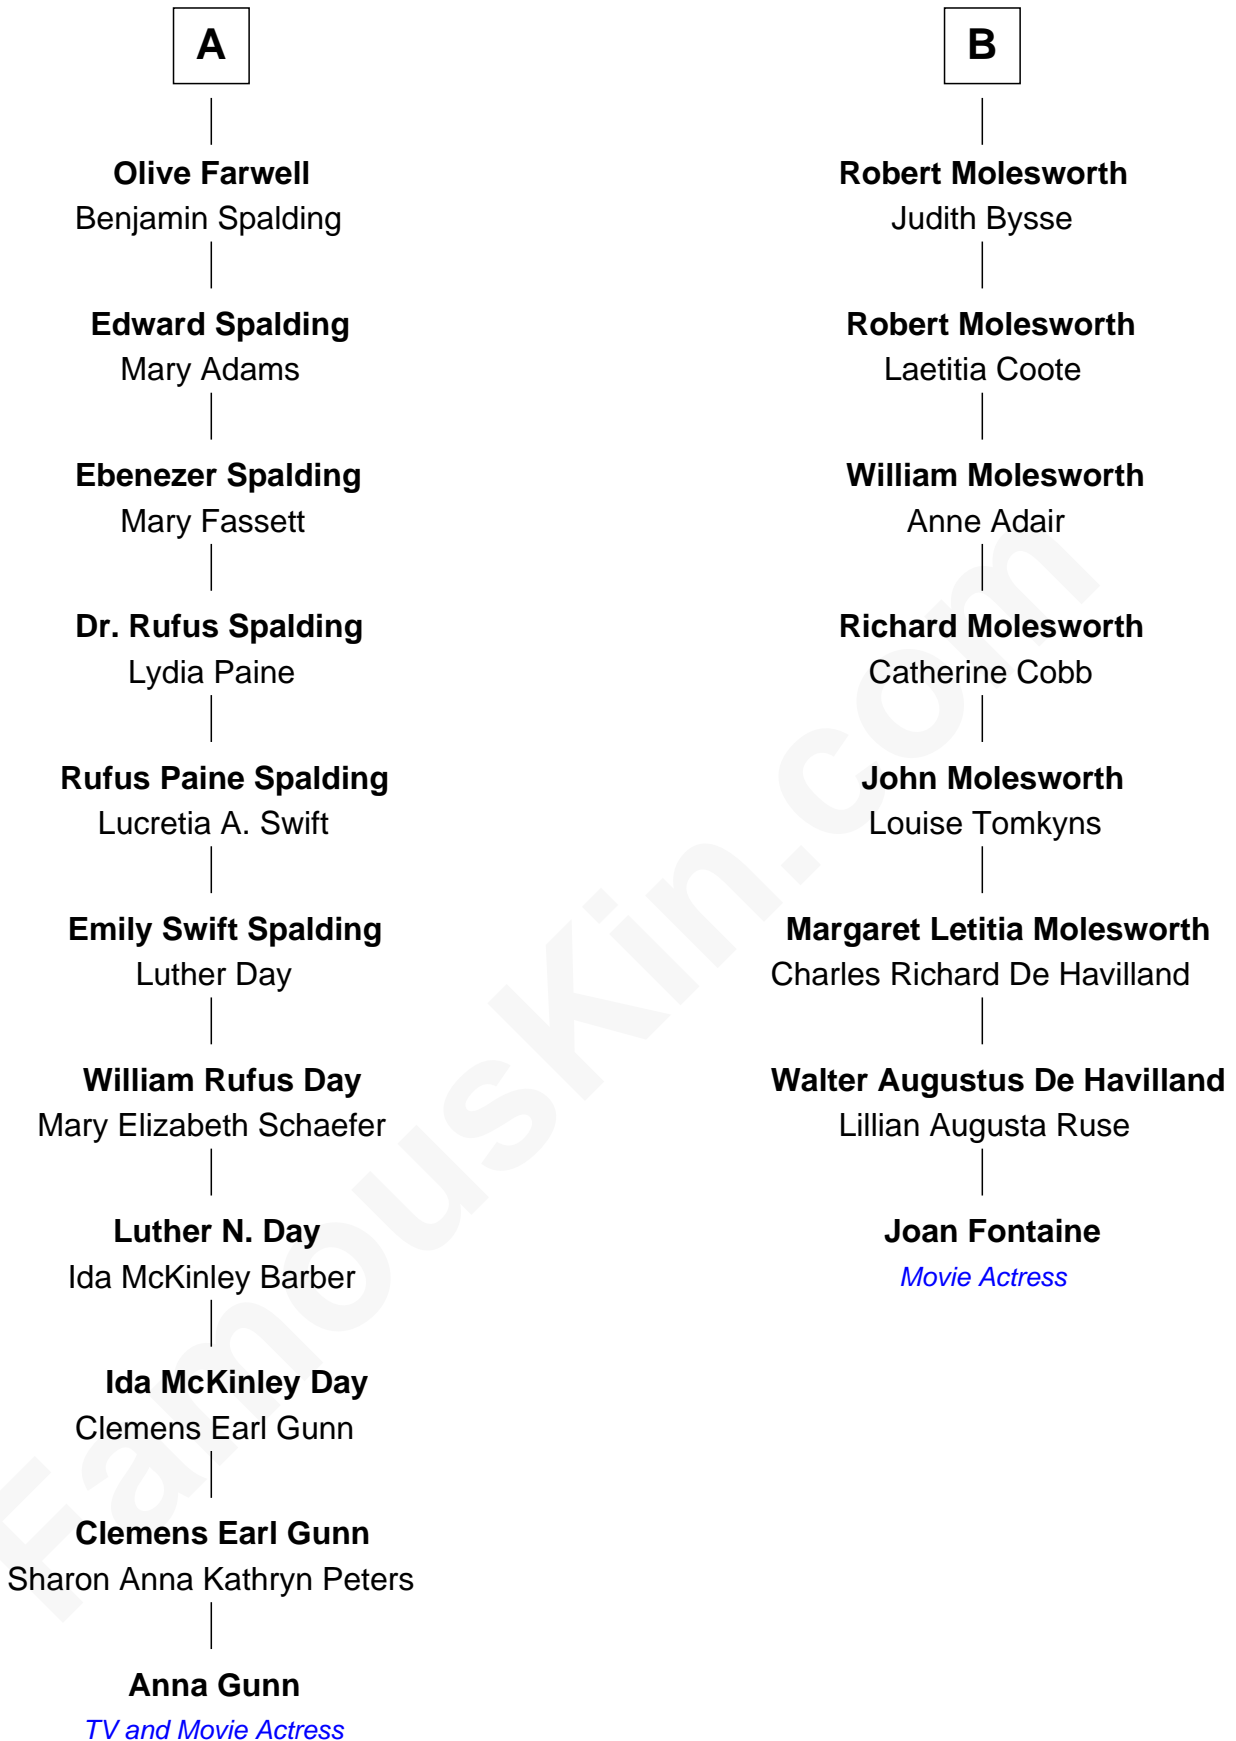 A
Olive Farwell
Benjamin Spalding
Edward Spalding
Mary Adams
Ebenezer Spalding
Mary Fassett
Dr. Rufus Spalding
Lydia Paine
Rufus Paine Spalding
Lucretia A. Swift
Emily Swift Spalding
Luther Day
William Rufus Day
Mary Elizabeth Schaefer
Luther N. Day
Ida McKinley Barber
Ida McKinley Day
Clemens Earl Gunn
Clemens Earl Gunn
Sharon Anna Kathryn Peters
Anna Gunn
TV and Movie Actress
B
Robert Molesworth
Judith Bysse
Robert Molesworth
Laetitia Coote
William Molesworth
Anne Adair
Richard Molesworth
Catherine Cobb
John Molesworth
Louise Tomkyns
Margaret Letitia Molesworth
Charles Richard De Havilland
Walter Augustus De Havilland
Lillian Augusta Ruse
Joan Fontaine
Movie Actress
FamousKin.com